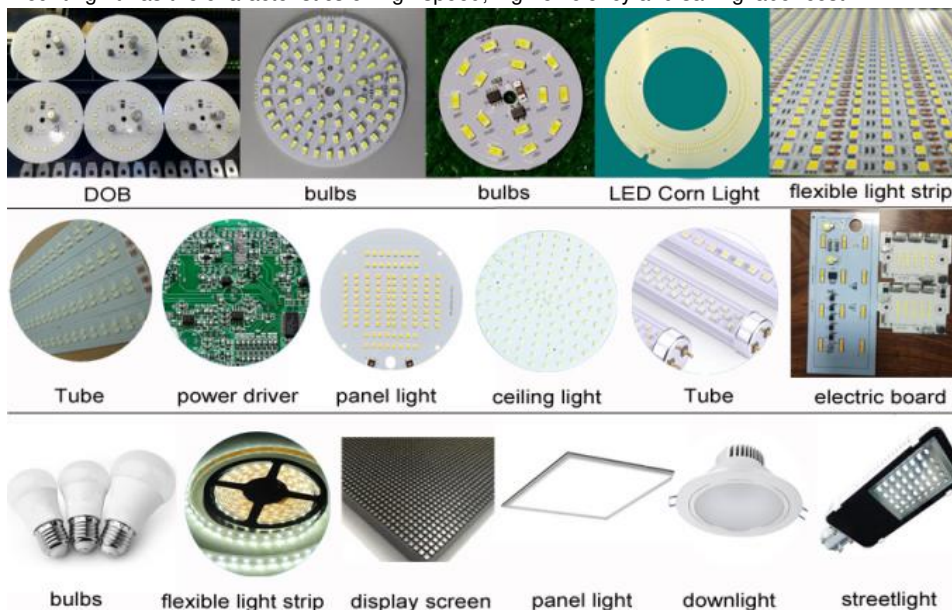 DOB bulbs bulbs LED Corn Light flexible light strip
Tube power driver panel light ceiling light Tube electric board
bulbs flexible light strip display screen panel light downlight streetlight